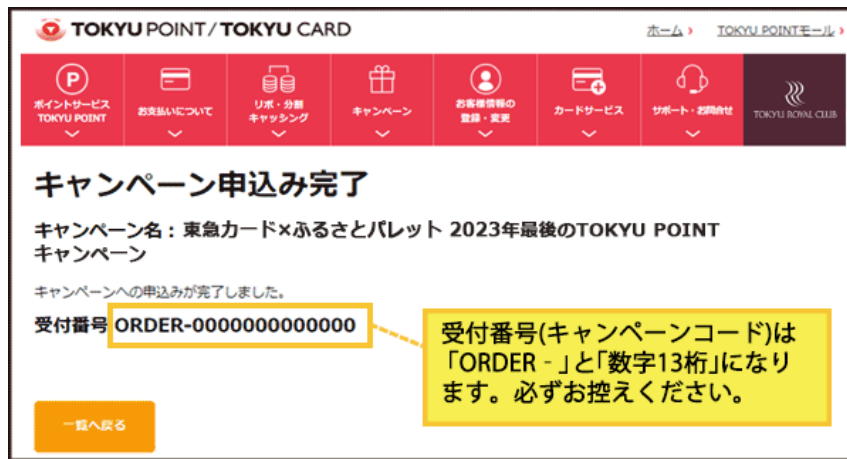 TOKYU POINT/TOKYU CARD
ホーム
TOKYU POINTモール
ポイントサービス
TOKYU POINT
お支払いについて
リボ・分割
キャッシング
キャンペーン
お客様情報の
登録・変更
カードサービス
サポート・お問合せ
TOKYU ROYAL CLUB
キャンペーン申込み完了
キャンペーン名：東急カード×ふるさとパレット 2023年最後のTOKYU POINT
キャンペーン
キャンペーンへの申込みが完了しました。
受付番号 ORDER-0000000000000
受付番号(キャンペーンコード)は
「ORDER‐」と「数字13桁」になり
ます。必ずお控えください。
一覧へ戻る